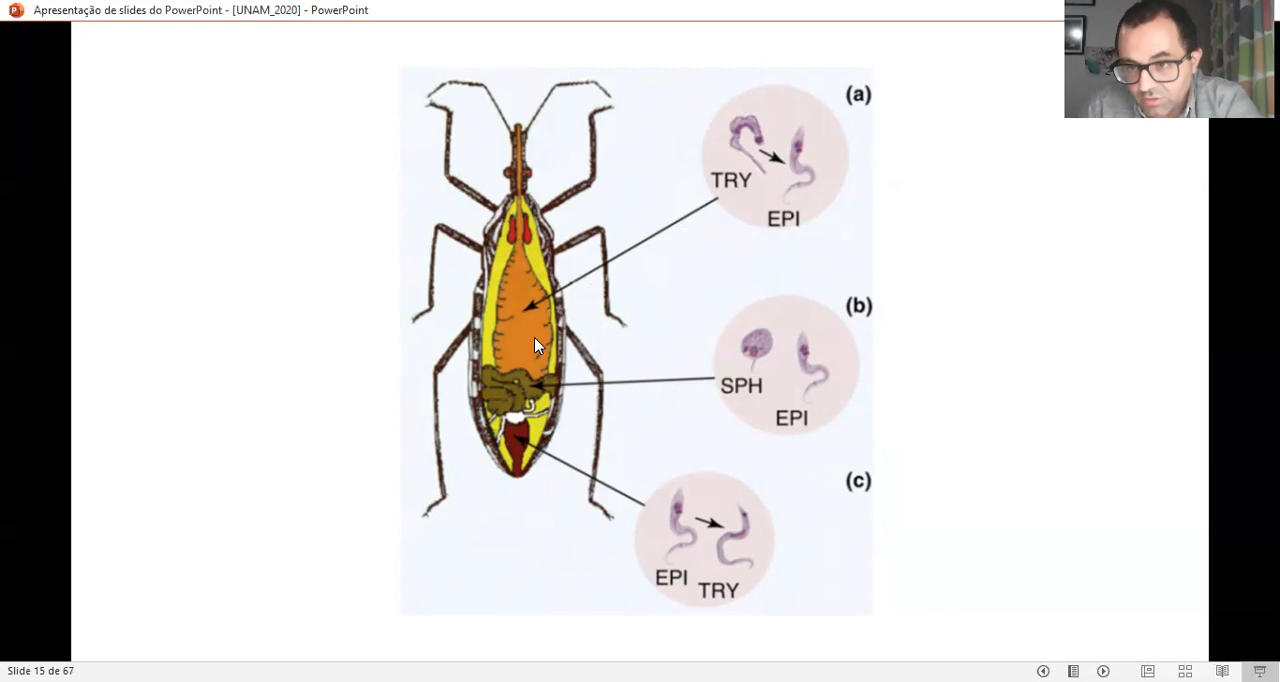 Apresentação de slides do PowerPoint - [UNAM_2020] - PowerPoint
(a)
TRY
EPI
(b)
SPH
EPI
(c)
EPI
TRY
Slide 15 de 67